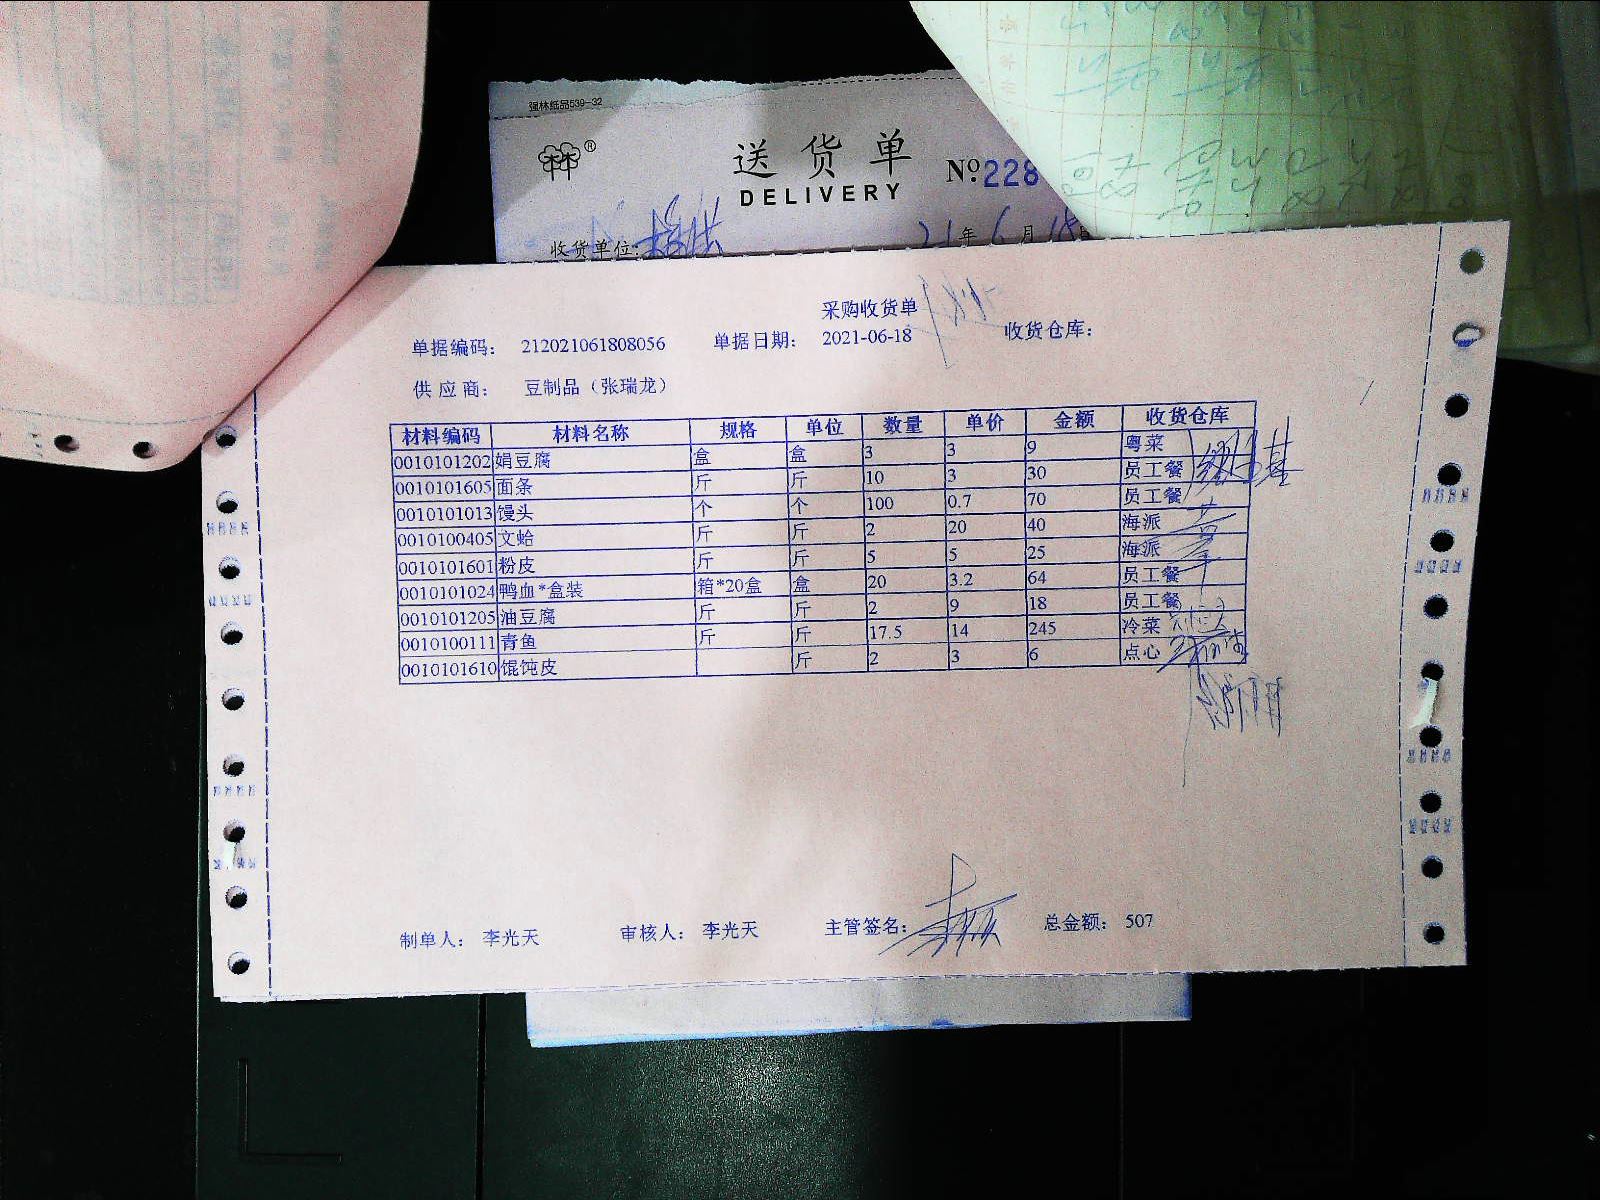 强林纸品539-32
送货单
DELIVERY
№228
收货单位:
21年6月18日
采购收货单
单据编码: 212021061808056 单据日期: 2021-06-18 收货仓库:
供应商: 豆制品(张瑞龙)
材料编码 材料名称 规格 单位 数量 单价 金额 收货仓库
0010101202 娟豆腐 盒 盒 3 3 9 粤菜
0010101605 面条 斤 斤 10 3 30 员工餐
0010101013 馒头 个 个 100 0.7 70 员工餐
0010100405 文蛤 斤 斤 2 20 40 海派
0010101601 粉皮 斤 斤 5 5 25 海派
0010101024 鸭血*盒装 箱*20盒 盒 20 3.2 64 员工餐
0010101205 油豆腐 斤 斤 2 9 18 员工餐
0010100111 青鱼 斤 斤 17.5 14 245 冷菜
0010101610 馄饨皮 斤 2 3 6 点心
制单人: 李光天 审核人: 李光天 主管签名: 总金额: 507